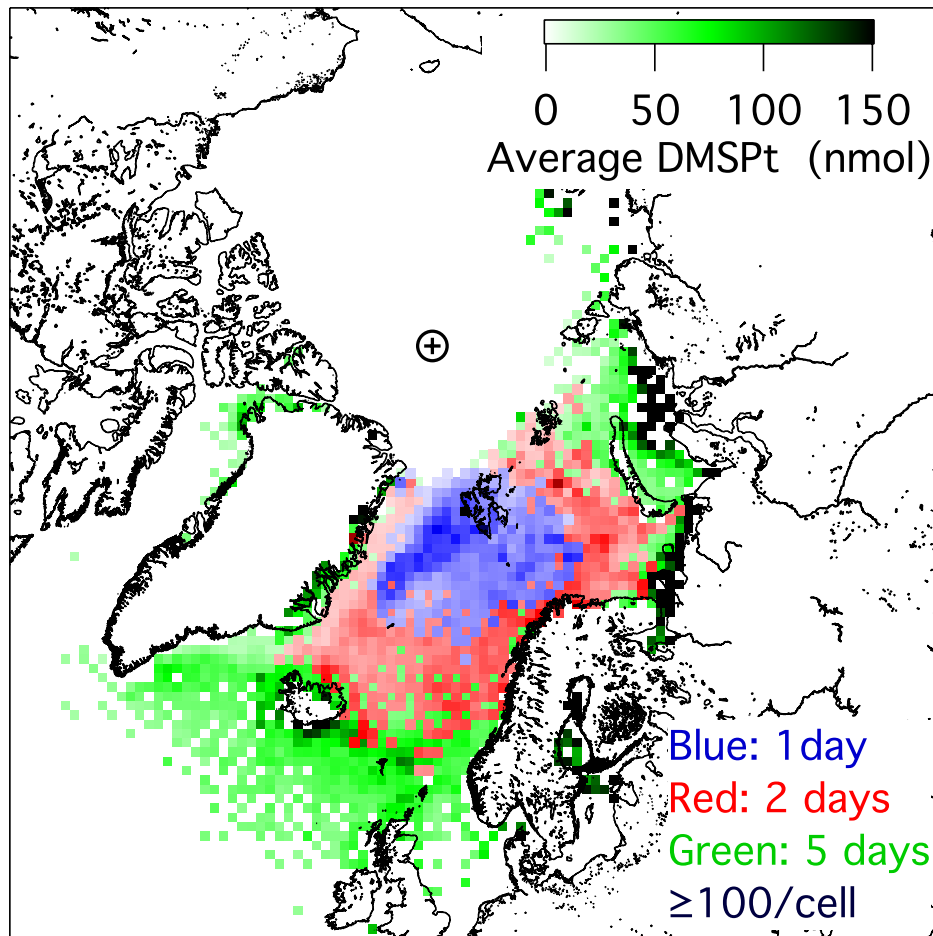 0 50 100 150
Average DMSPt (nmol)
Blue: 1day
Red: 2 days
Green: 5 days
≥100/cell